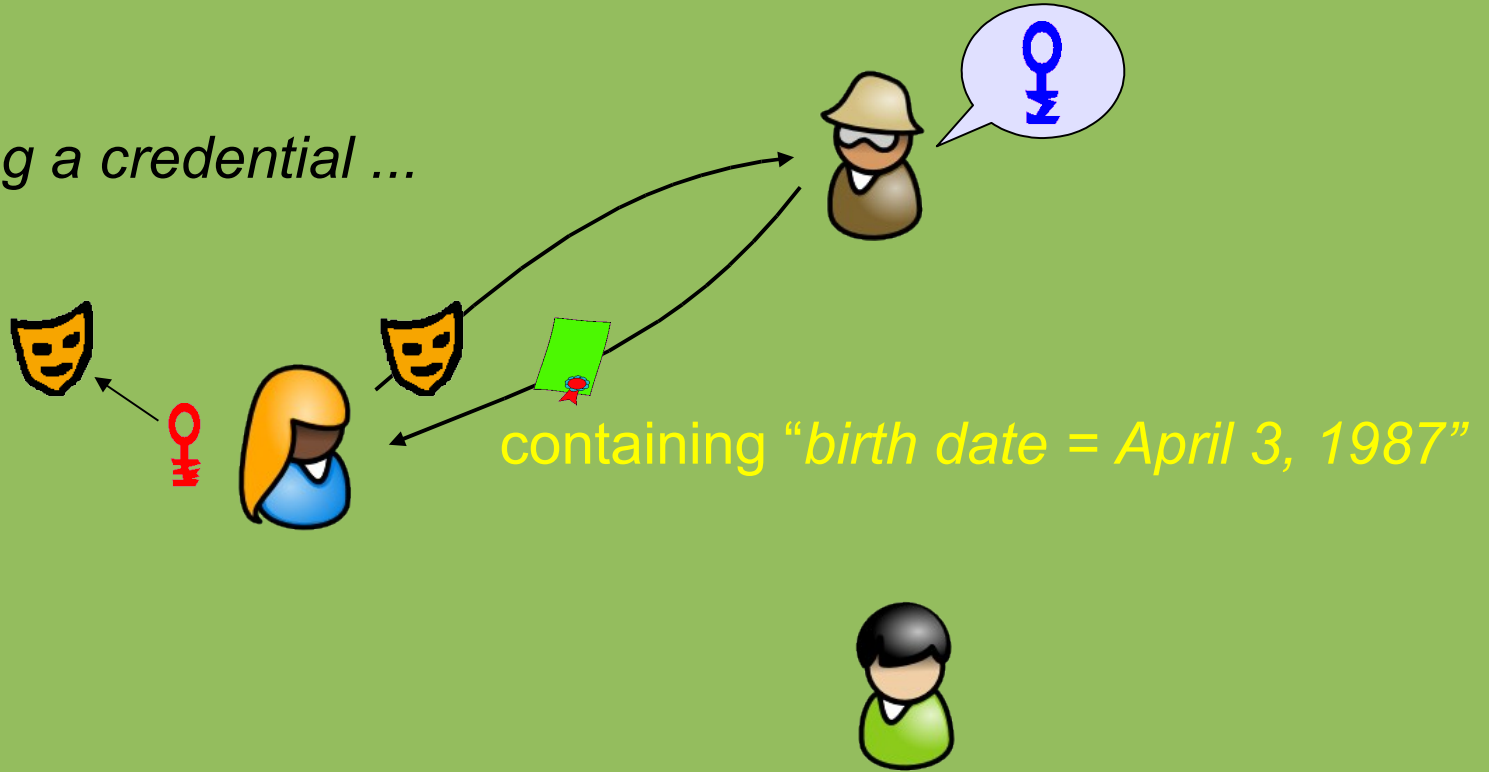 g a credential ...
containing “birth date = April 3, 1987”